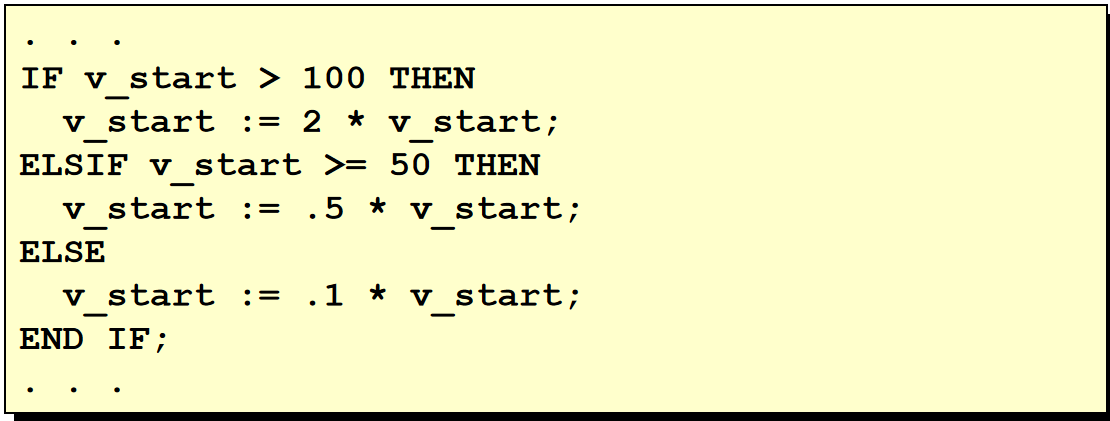 . . .
IF v_start > 100 THEN
  v_start := 2 * v_start;
ELSIF v_start >= 50 THEN
  v_start := .5 * v_start;
ELSE
  v_start := .1 * v_start;
END IF;
. . .